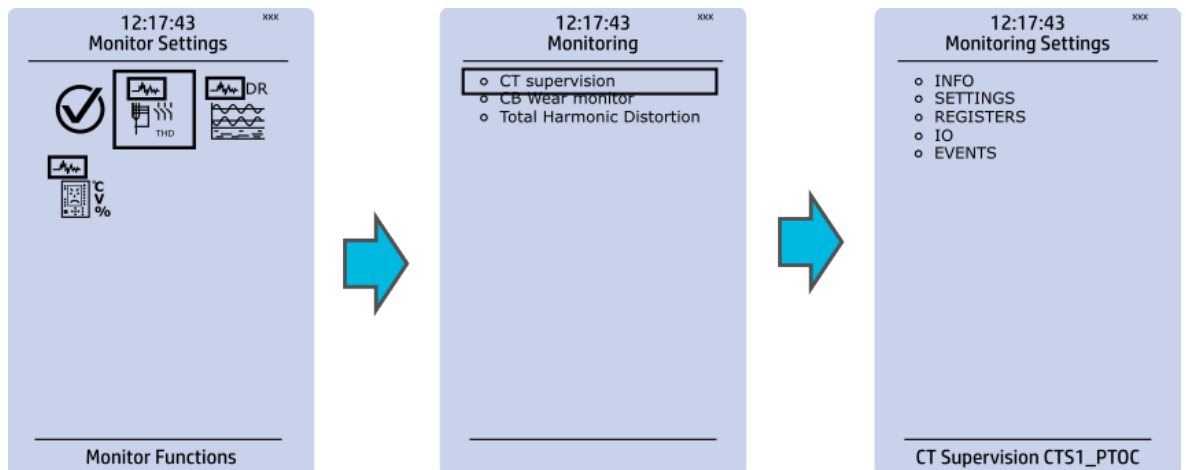 12:17:43 xxx
Monitor Settings
DR
THD
°C
V
%
Monitor Functions
12:17:43 xxx
Monitoring
CT supervision
CB Wear monitor
Total Harmonic Distortion
12:17:43 xxx
Monitoring Settings
INFO
SETTINGS
REGISTERS
IO
EVENTS
CT Supervision CTS1_PTOC